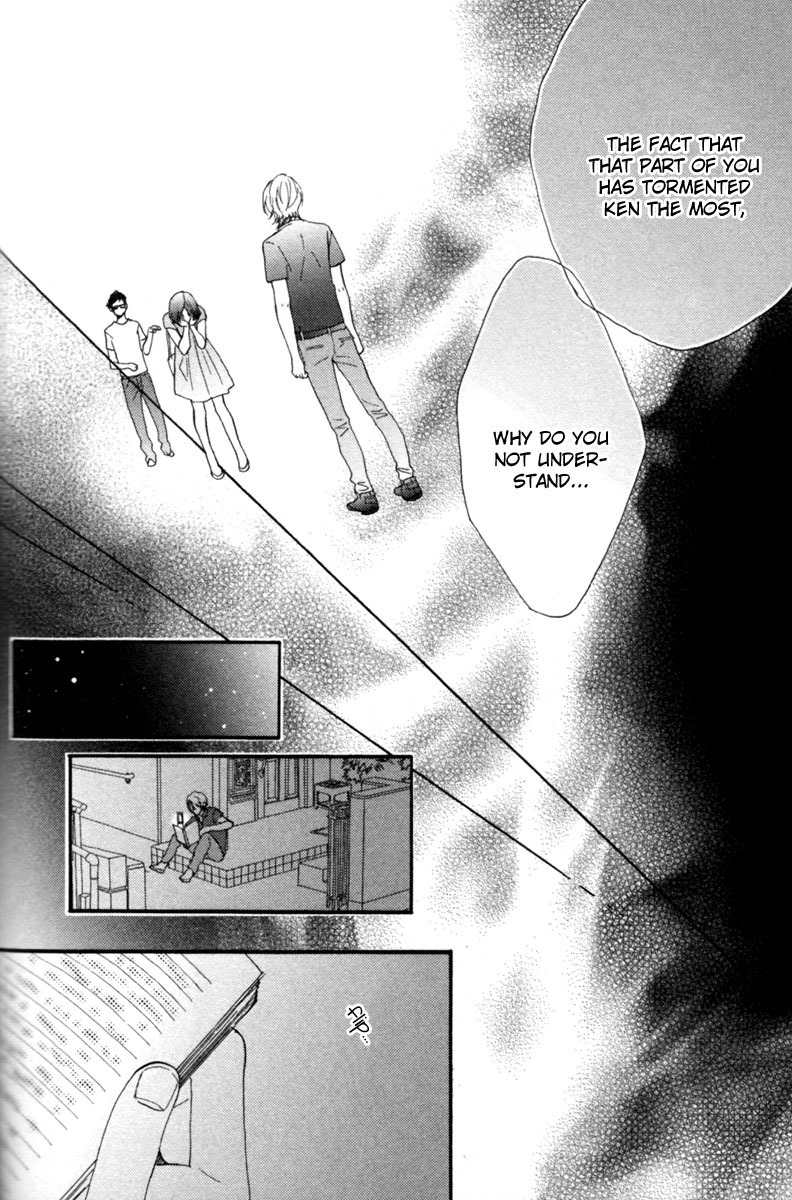 THE FACT THAT
THAT PART OF YOU
HAS TORMENTED
KEN THE MOST,
WHY DO YOU
NOT UNDER-
STAND...
flip...